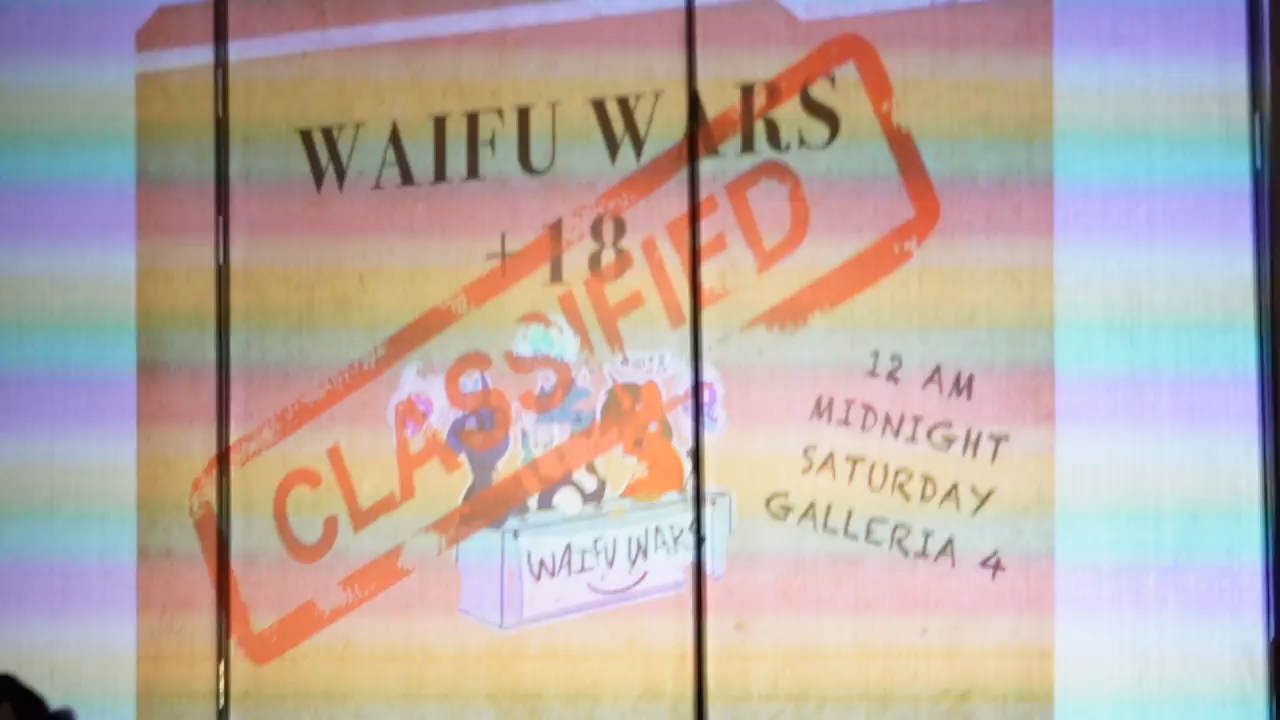 WAIFU WARS
+18
CLASSIFIED
12 AM
MIDNIGHT
SATURDAY
GALLERIA 4
WAIFU WARS